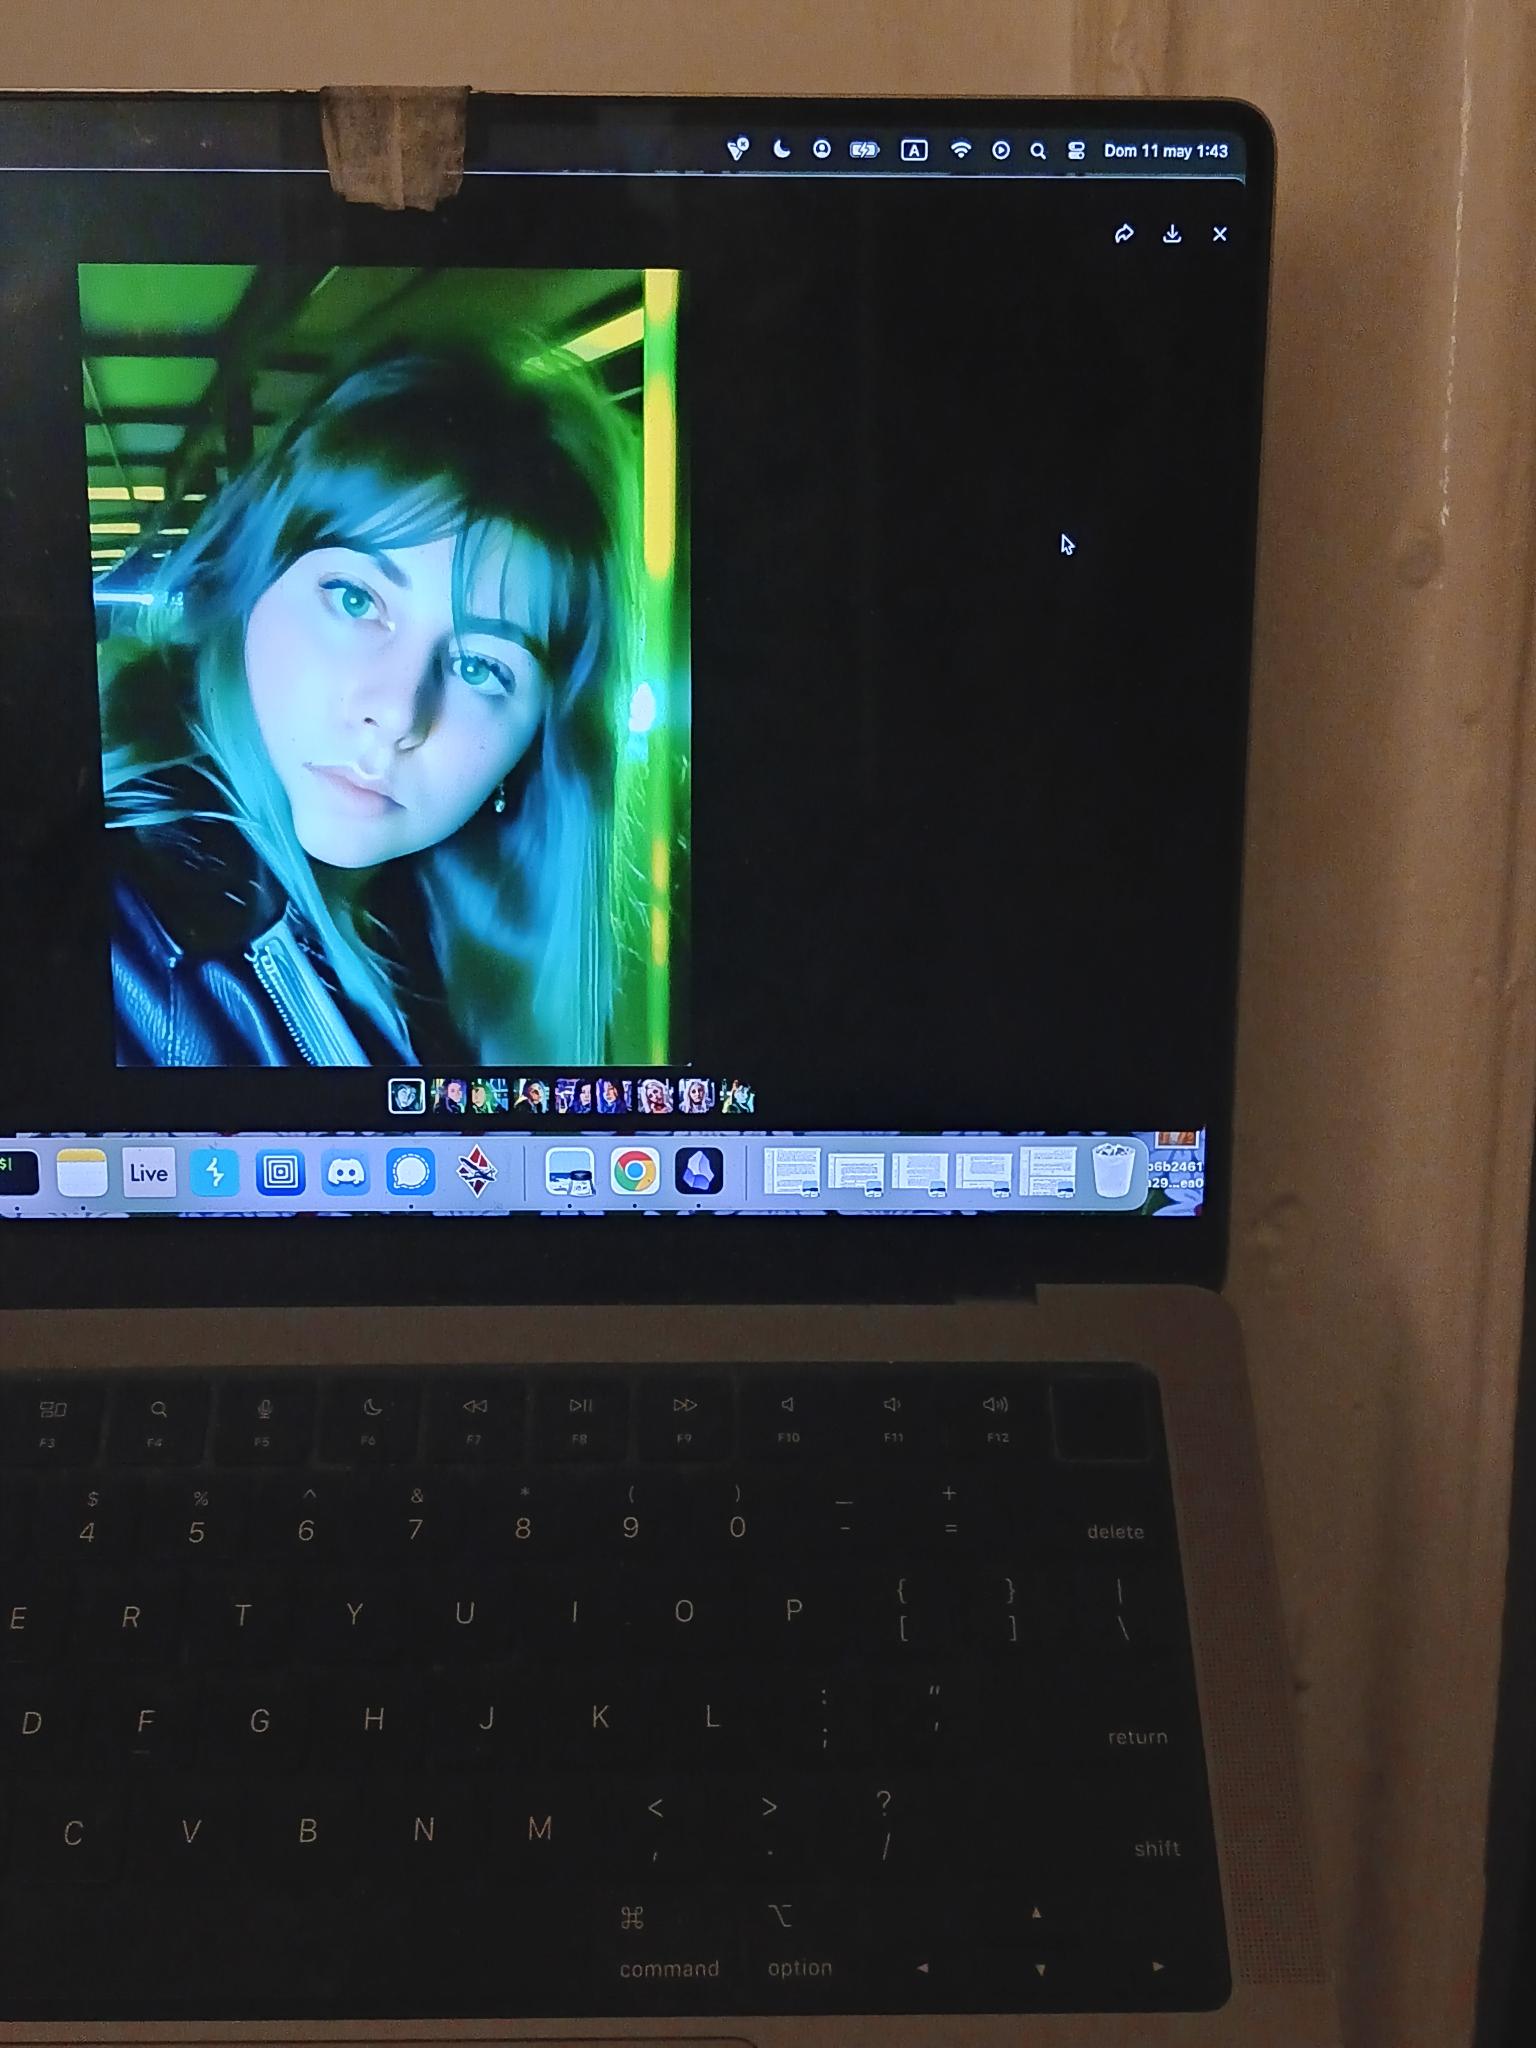 A
Dom 11 may 1:43
$|
Live
b6b2461
a29...ea0
F3 F4 F5 F6 F7 F8 F9 F10 F11 F12
$ % ^ & * ( ) _ +
4 5 6 7 8 9 0 - = delete
E R T Y U I O P { [ } ] | \
D F G H J K L : ; " ' return
C V B N M < , > . ? / shift
⌘ ⌥
command option